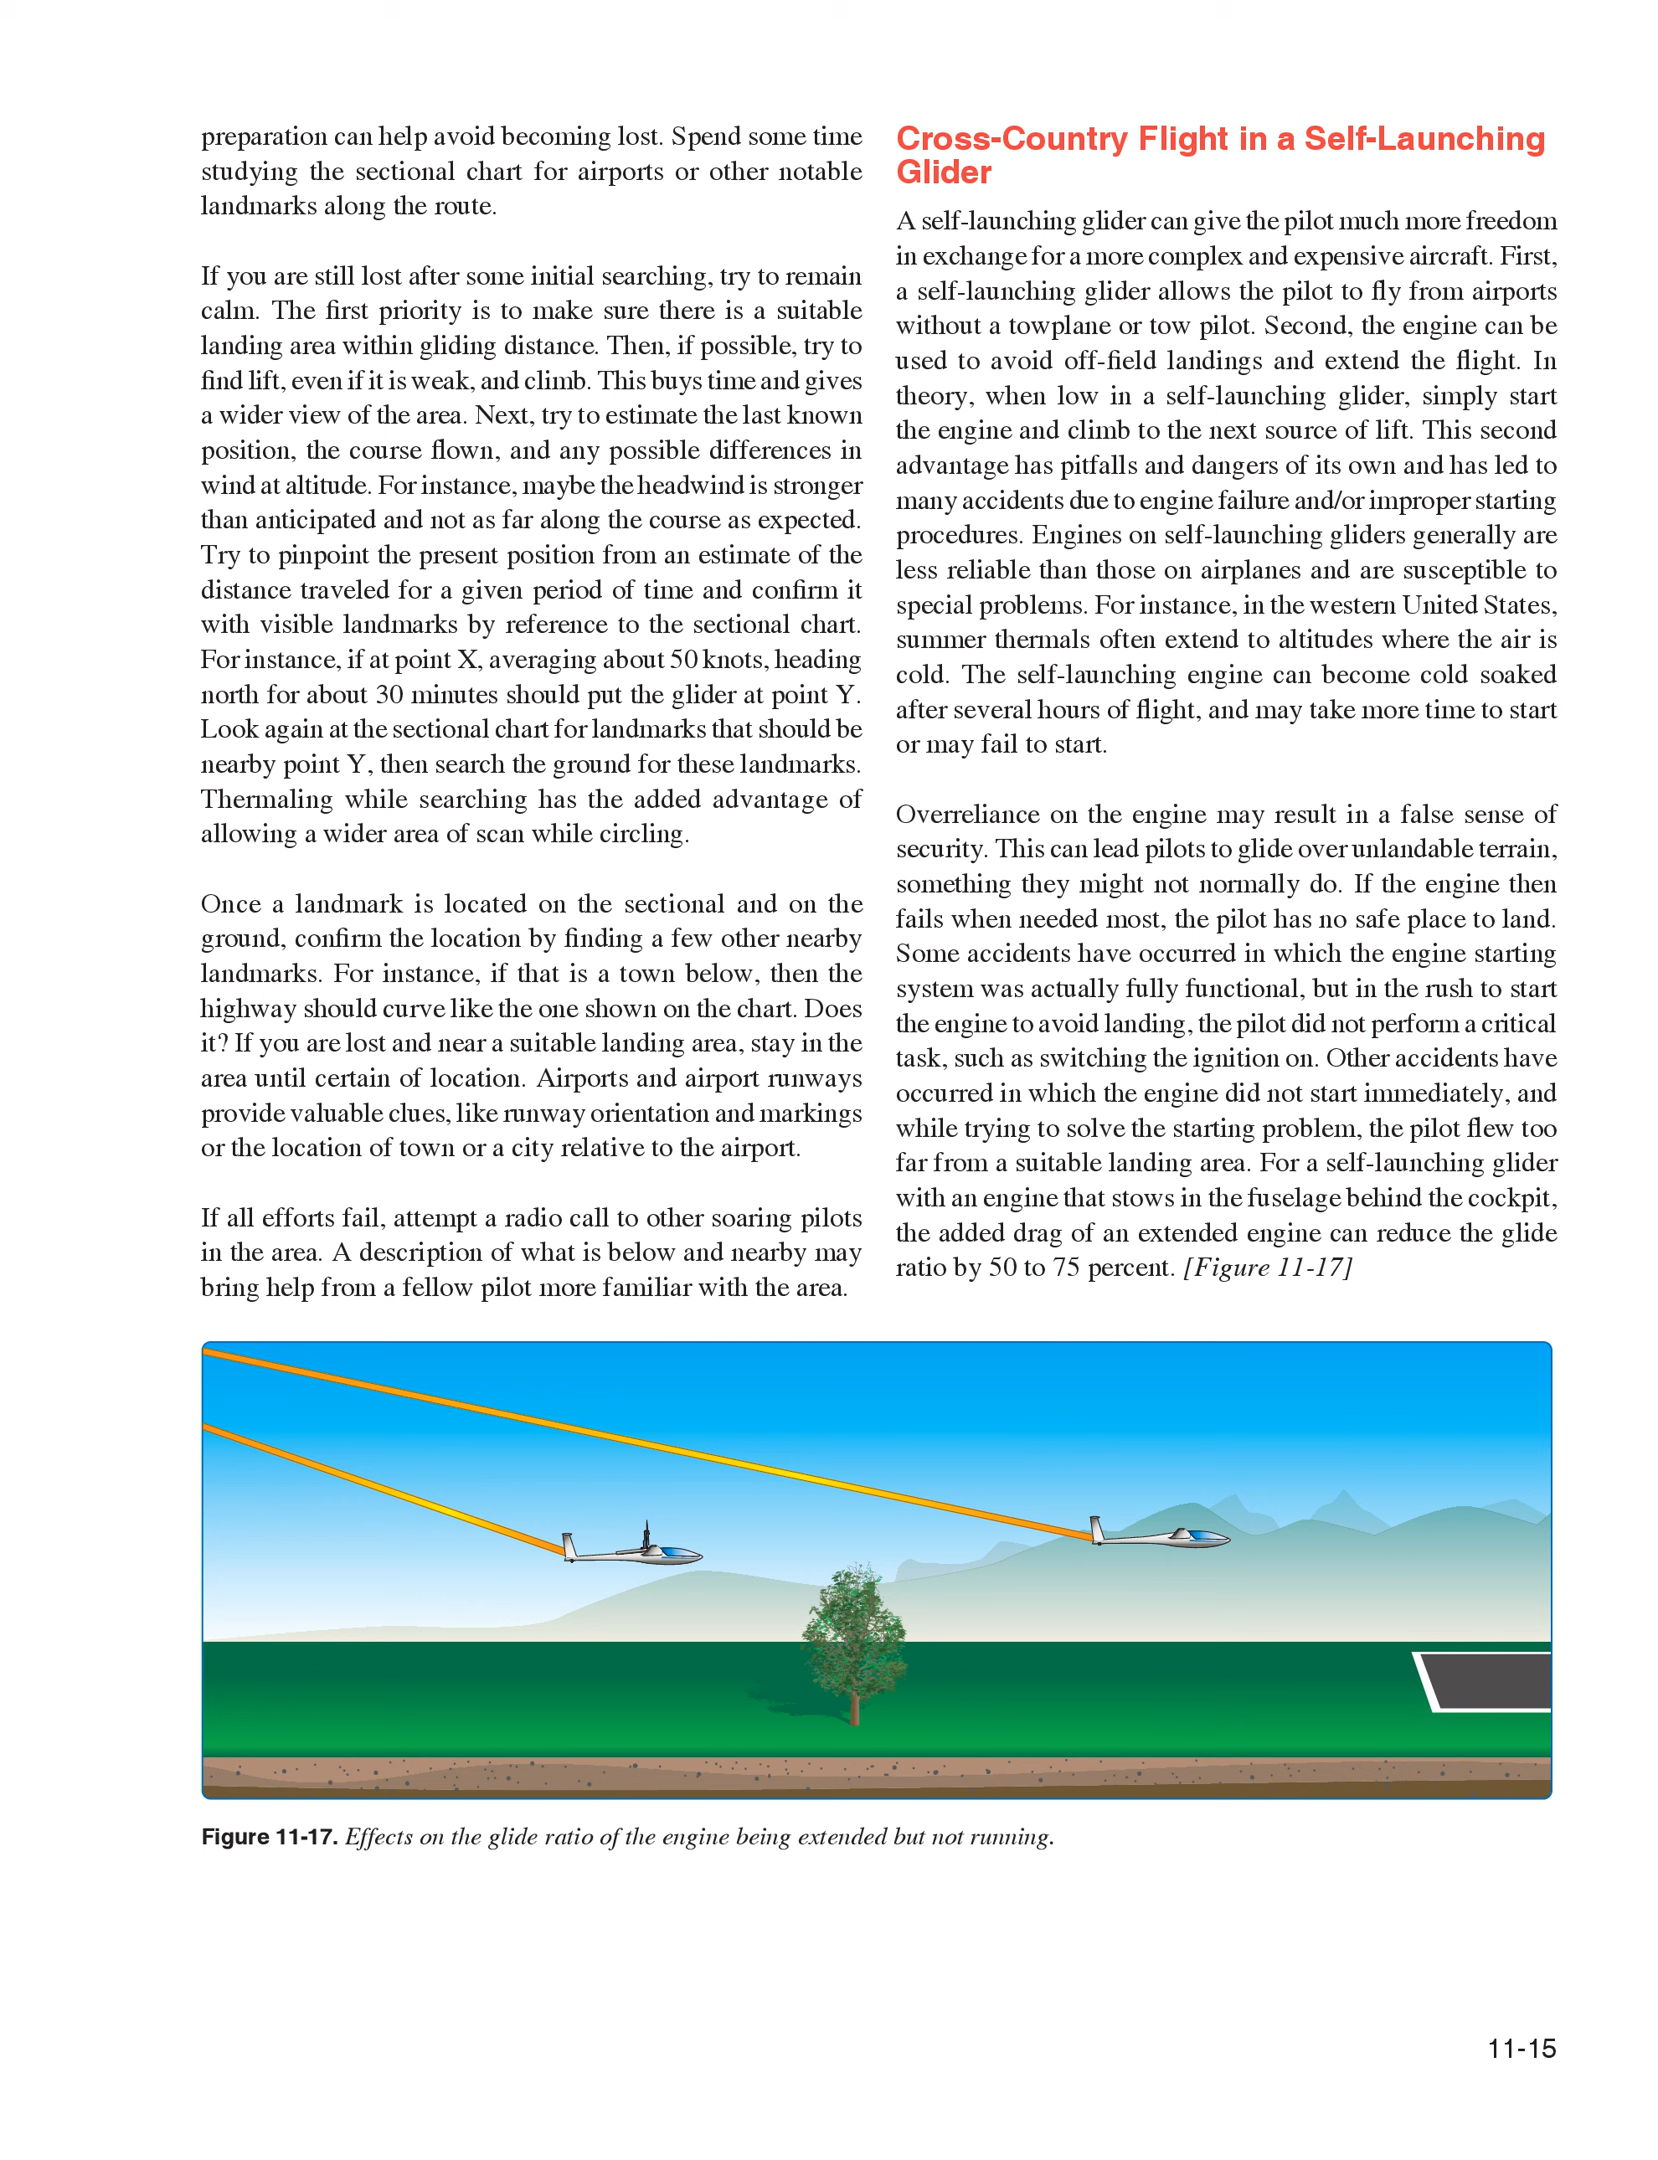 preparation can help avoid becoming lost. Spend some time
studying the sectional chart for airports or other notable
landmarks along the route.
If you are still lost after some initial searching, try to remain
calm. The first priority is to make sure there is a suitable
landing area within gliding distance. Then, if possible, try to
find lift, even if it is weak, and climb. This buys time and gives
a wider view of the area. Next, try to estimate the last known
position, the course flown, and any possible differences in
wind at altitude. For instance, maybe the headwind is stronger
than anticipated and not as far along the course as expected.
Try to pinpoint the present position from an estimate of the
distance traveled for a given period of time and confirm it
with visible landmarks by reference to the sectional chart.
For instance, if at point X, averaging about 50 knots, heading
north for about 30 minutes should put the glider at point Y.
Look again at the sectional chart for landmarks that should be
nearby point Y, then search the ground for these landmarks.
Thermaling while searching has the added advantage of
allowing a wider area of scan while circling.
Once a landmark is located on the sectional and on the
ground, confirm the location by finding a few other nearby
landmarks. For instance, if that is a town below, then the
highway should curve like the one shown on the chart. Does
it? If you are lost and near a suitable landing area, stay in the
area until certain of location. Airports and airport runways
provide valuable clues, like runway orientation and markings
or the location of town or a city relative to the airport.
If all efforts fail, attempt a radio call to other soaring pilots
in the area. A description of what is below and nearby may
bring help from a fellow pilot more familiar with the area.
Cross-Country Flight in a Self-Launching
Glider
A self-launching glider can give the pilot much more freedom
in exchange for a more complex and expensive aircraft. First,
a self-launching glider allows the pilot to fly from airports
without a towplane or tow pilot. Second, the engine can be
used to avoid off-field landings and extend the flight. In
theory, when low in a self-launching glider, simply start
the engine and climb to the next source of lift. This second
advantage has pitfalls and dangers of its own and has led to
many accidents due to engine failure and/or improper starting
procedures. Engines on self-launching gliders generally are
less reliable than those on airplanes and are susceptible to
special problems. For instance, in the western United States,
summer thermals often extend to altitudes where the air is
cold. The self-launching engine can become cold soaked
after several hours of flight, and may take more time to start
or may fail to start.
Overreliance on the engine may result in a false sense of
security. This can lead pilots to glide over unlandable terrain,
something they might not normally do. If the engine then
fails when needed most, the pilot has no safe place to land.
Some accidents have occurred in which the engine starting
system was actually fully functional, but in the rush to start
the engine to avoid landing, the pilot did not perform a critical
task, such as switching the ignition on. Other accidents have
occurred in which the engine did not start immediately, and
while trying to solve the starting problem, the pilot flew too
far from a suitable landing area. For a self-launching glider
with an engine that stows in the fuselage behind the cockpit,
the added drag of an extended engine can reduce the glide
ratio by 50 to 75 percent. [Figure 11-17]
Figure 11-17. Effects on the glide ratio of the engine being extended but not running.
11-15